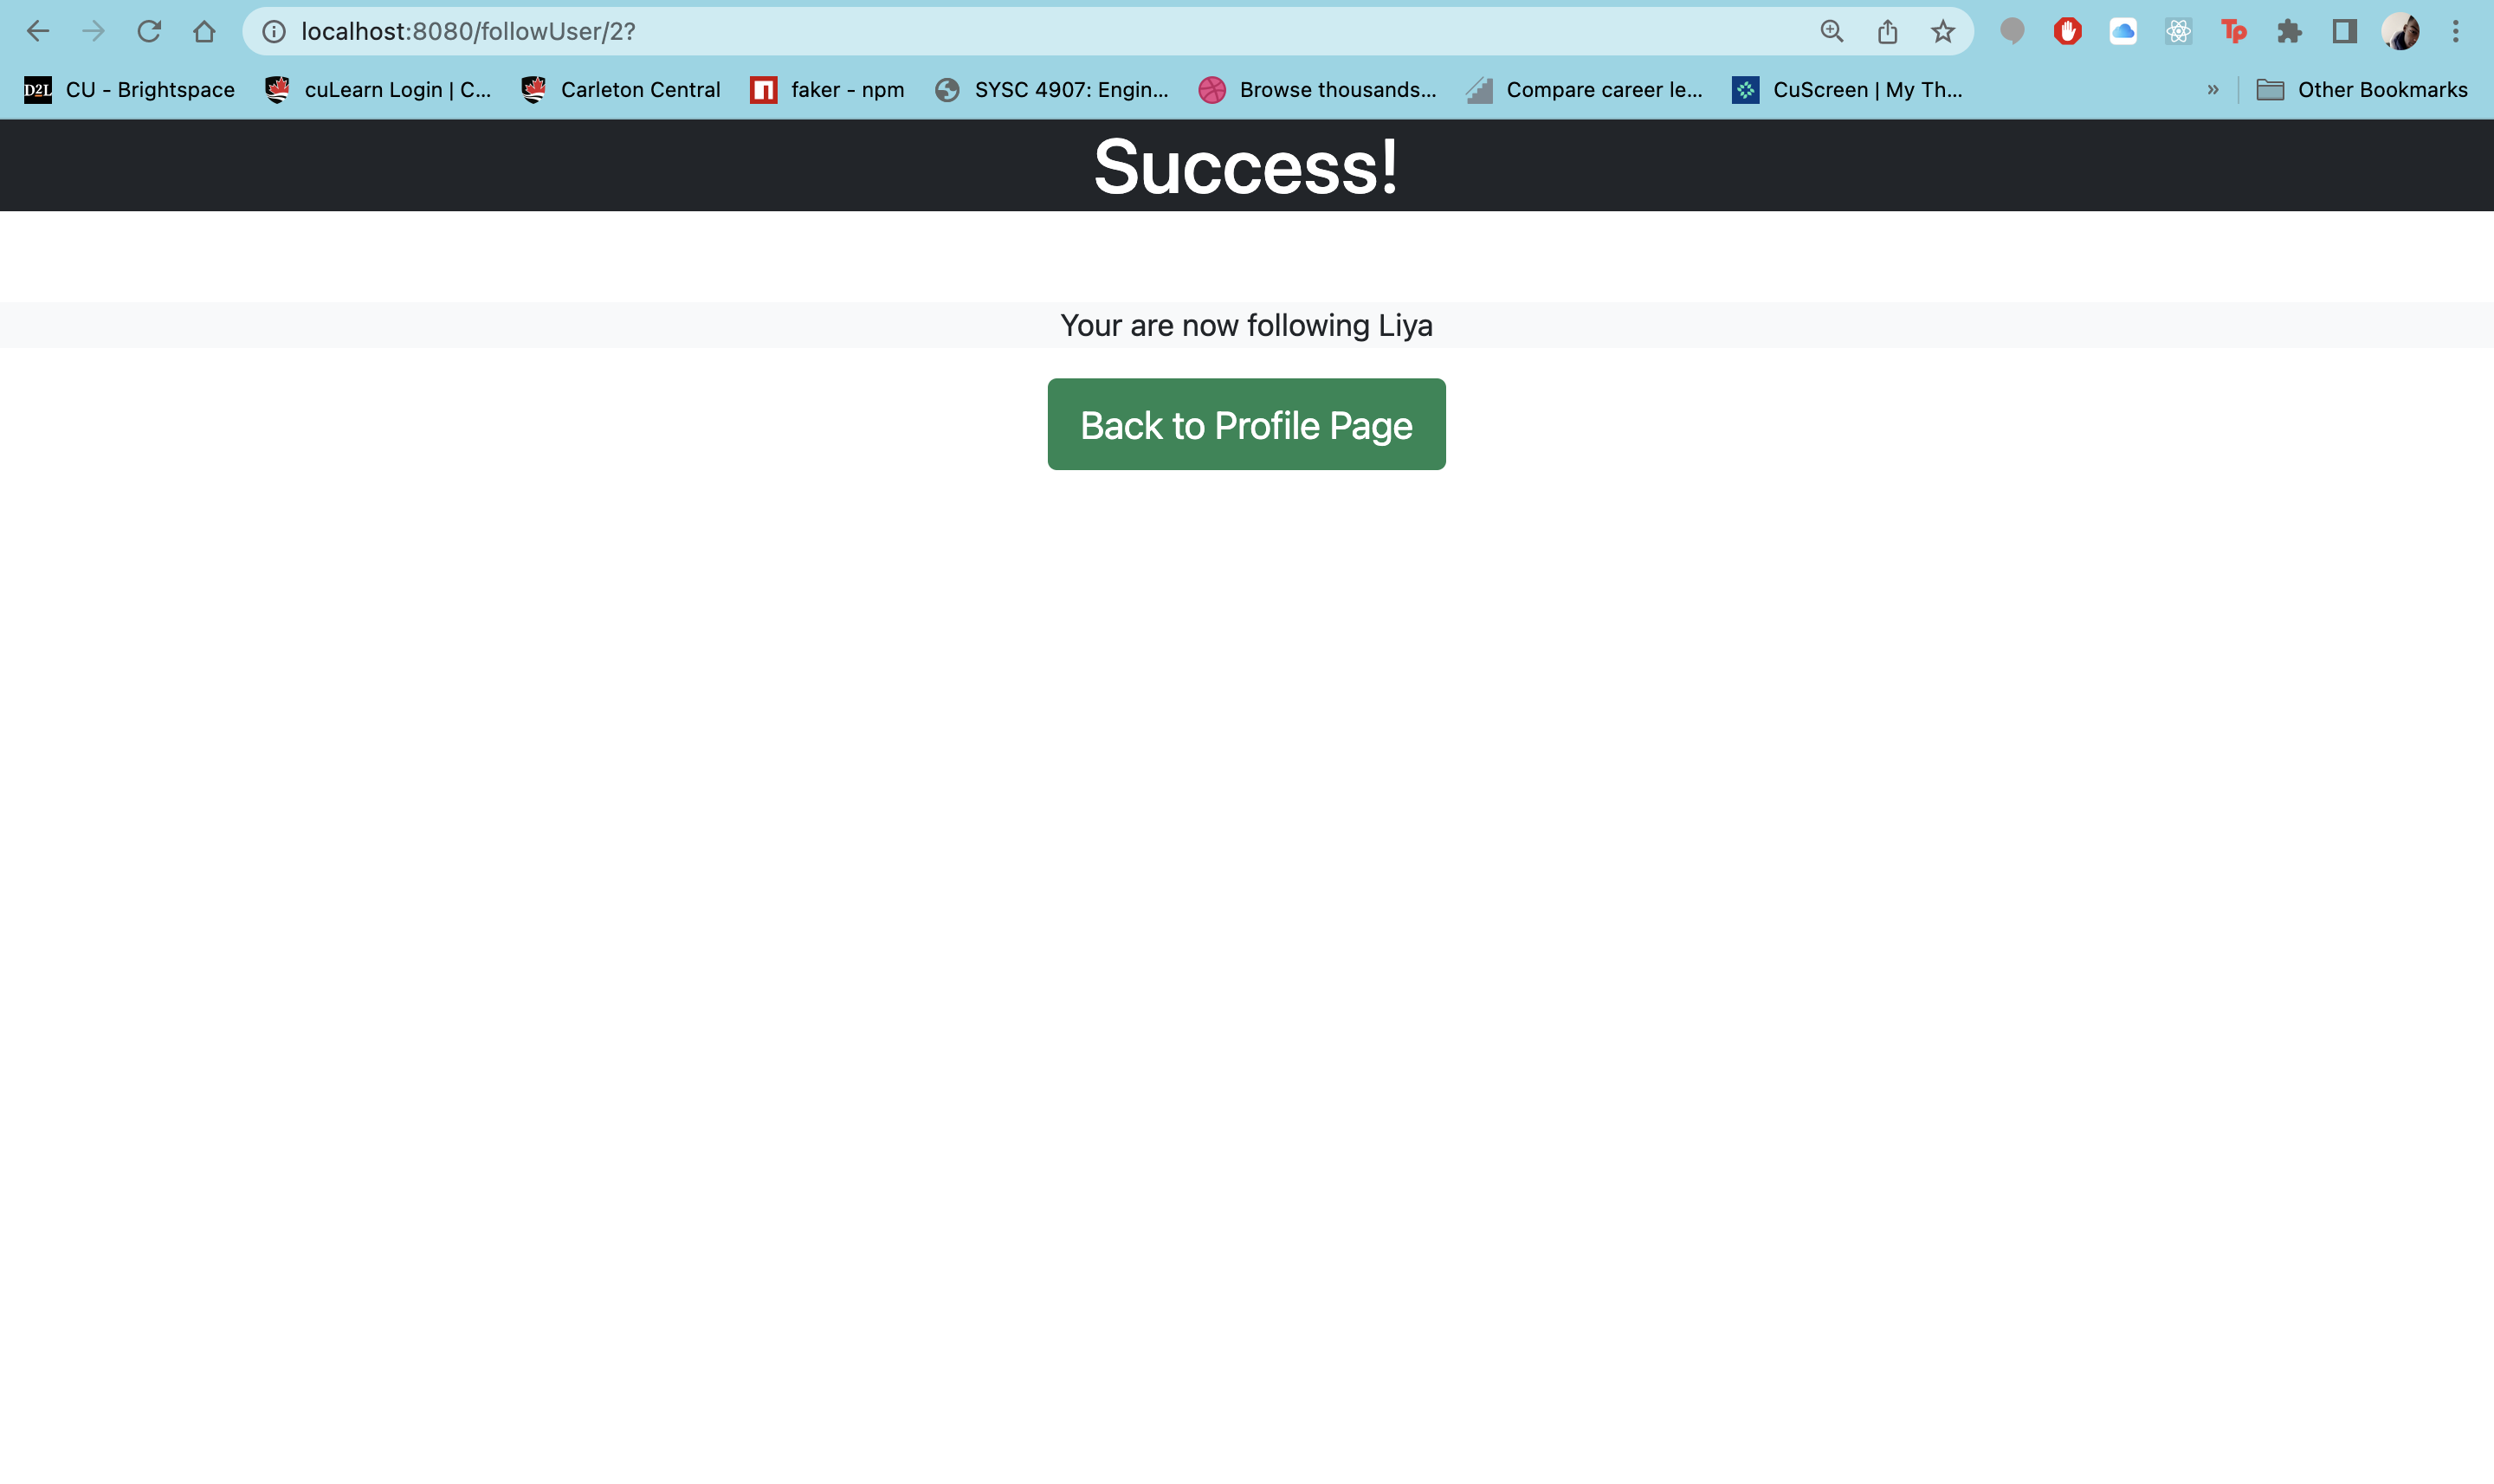 localhost:8080/followUser/2?
Tp
D2L CU - Brightspace cuLearn Login | C... Carleton Central n faker - npm SYSC 4907: Engin... Browse thousands... Compare career le... CuScreen | My Th... » Other Bookmarks
Success!
Your are now following Liya
Back to Profile Page